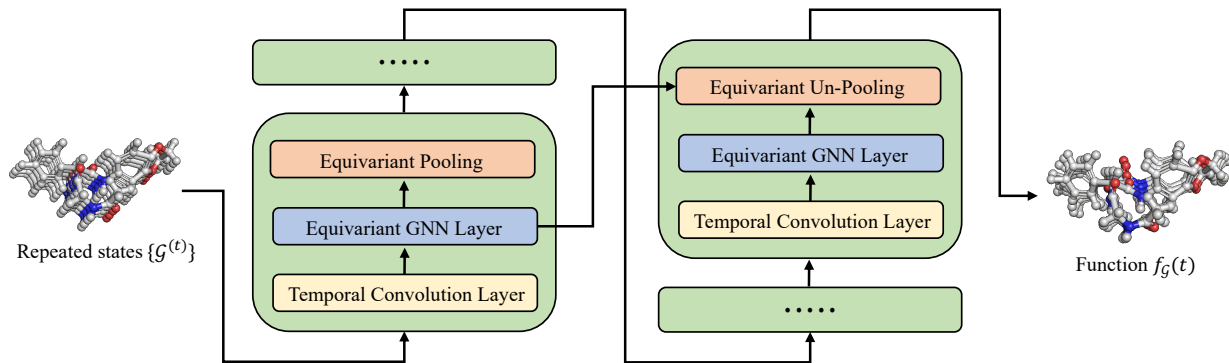 Repeated states {𝒢^(t)}
•••••
Equivariant Pooling
Equivariant GNN Layer
Temporal Convolution Layer
Equivariant Un-Pooling
Equivariant GNN Layer
Temporal Convolution Layer
•••••
Function f_𝒢(t)